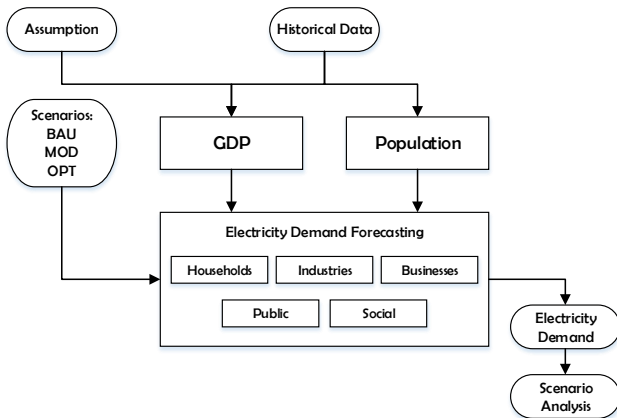 Assumption
Historical Data
Scenarios:
BAU
MOD
OPT
GDP
Population
Electricity Demand Forecasting
Households
Industries
Businesses
Public
Social
Electricity
Demand
Scenario
Analysis